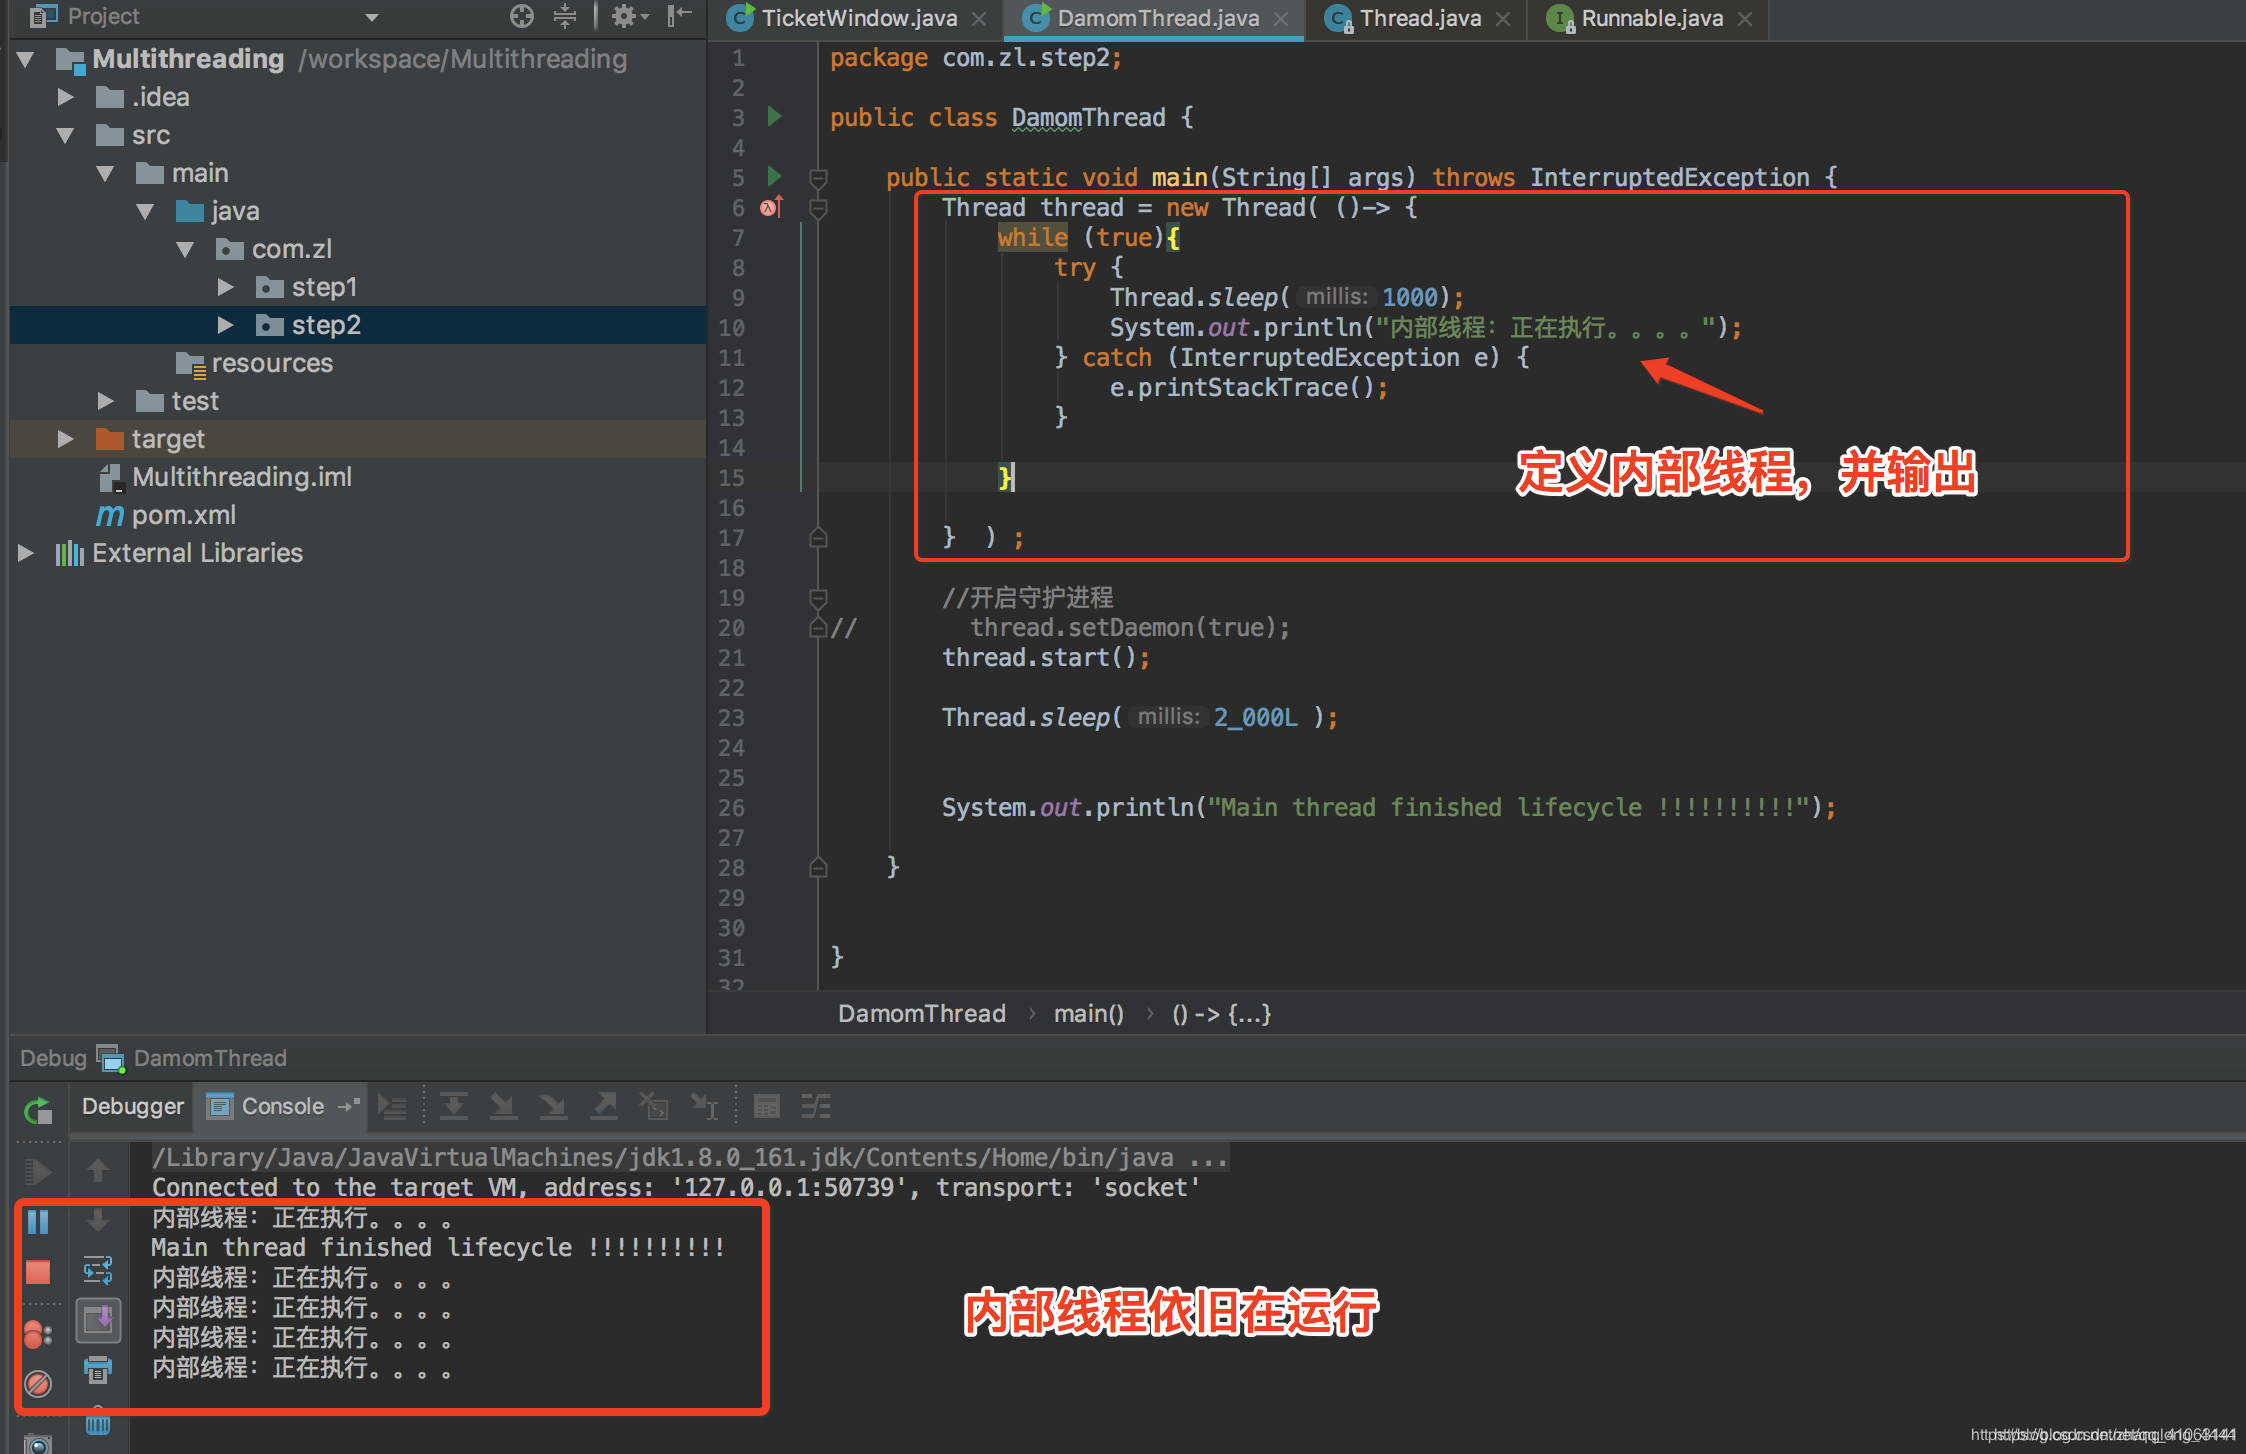 Project
TicketWindow.java
DamomThread.java
Thread.java
Runnable.java
Multithreading /workspace/Multithreading
.idea
src
main
java
com.zl
step1
step2
resources
test
target
Multithreading.iml
pom.xml
External Libraries
1 package com.zl.step2;
2
3 public class DamomThread {
4
5 public static void main(String[] args) throws InterruptedException {
6 Thread thread = new Thread( ()-> {
7 while (true){
8 try {
9 Thread.sleep( millis: 1000);
10 System.out.println("内部线程：正在执行。。。。");
11 } catch (InterruptedException e) {
12 e.printStackTrace();
13 }
14
定义内部线程，并输出
15 }
16
17 } ) ;
18
19 //开启守护进程
20 // thread.setDaemon(true);
21 thread.start();
22
23 Thread.sleep( millis: 2_000L );
24
25
26 System.out.println("Main thread finished lifecycle !!!!!!!!!!");
27
28 }
29
30
31 }
32
DamomThread › main() › () -> {...}
Debug DamomThread
Debugger Console
/Library/Java/JavaVirtualMachines/jdk1.8.0_161.jdk/Contents/Home/bin/java ...
Connected to the target VM, address: '127.0.0.1:50739', transport: 'socket'
内部线程：正在执行。。。。
Main thread finished lifecycle !!!!!!!!!!
内部线程：正在执行。。。。
内部线程：正在执行。。。。
内部线程：正在执行。。。。
内部线程：正在执行。。。。
内部线程依旧在运行